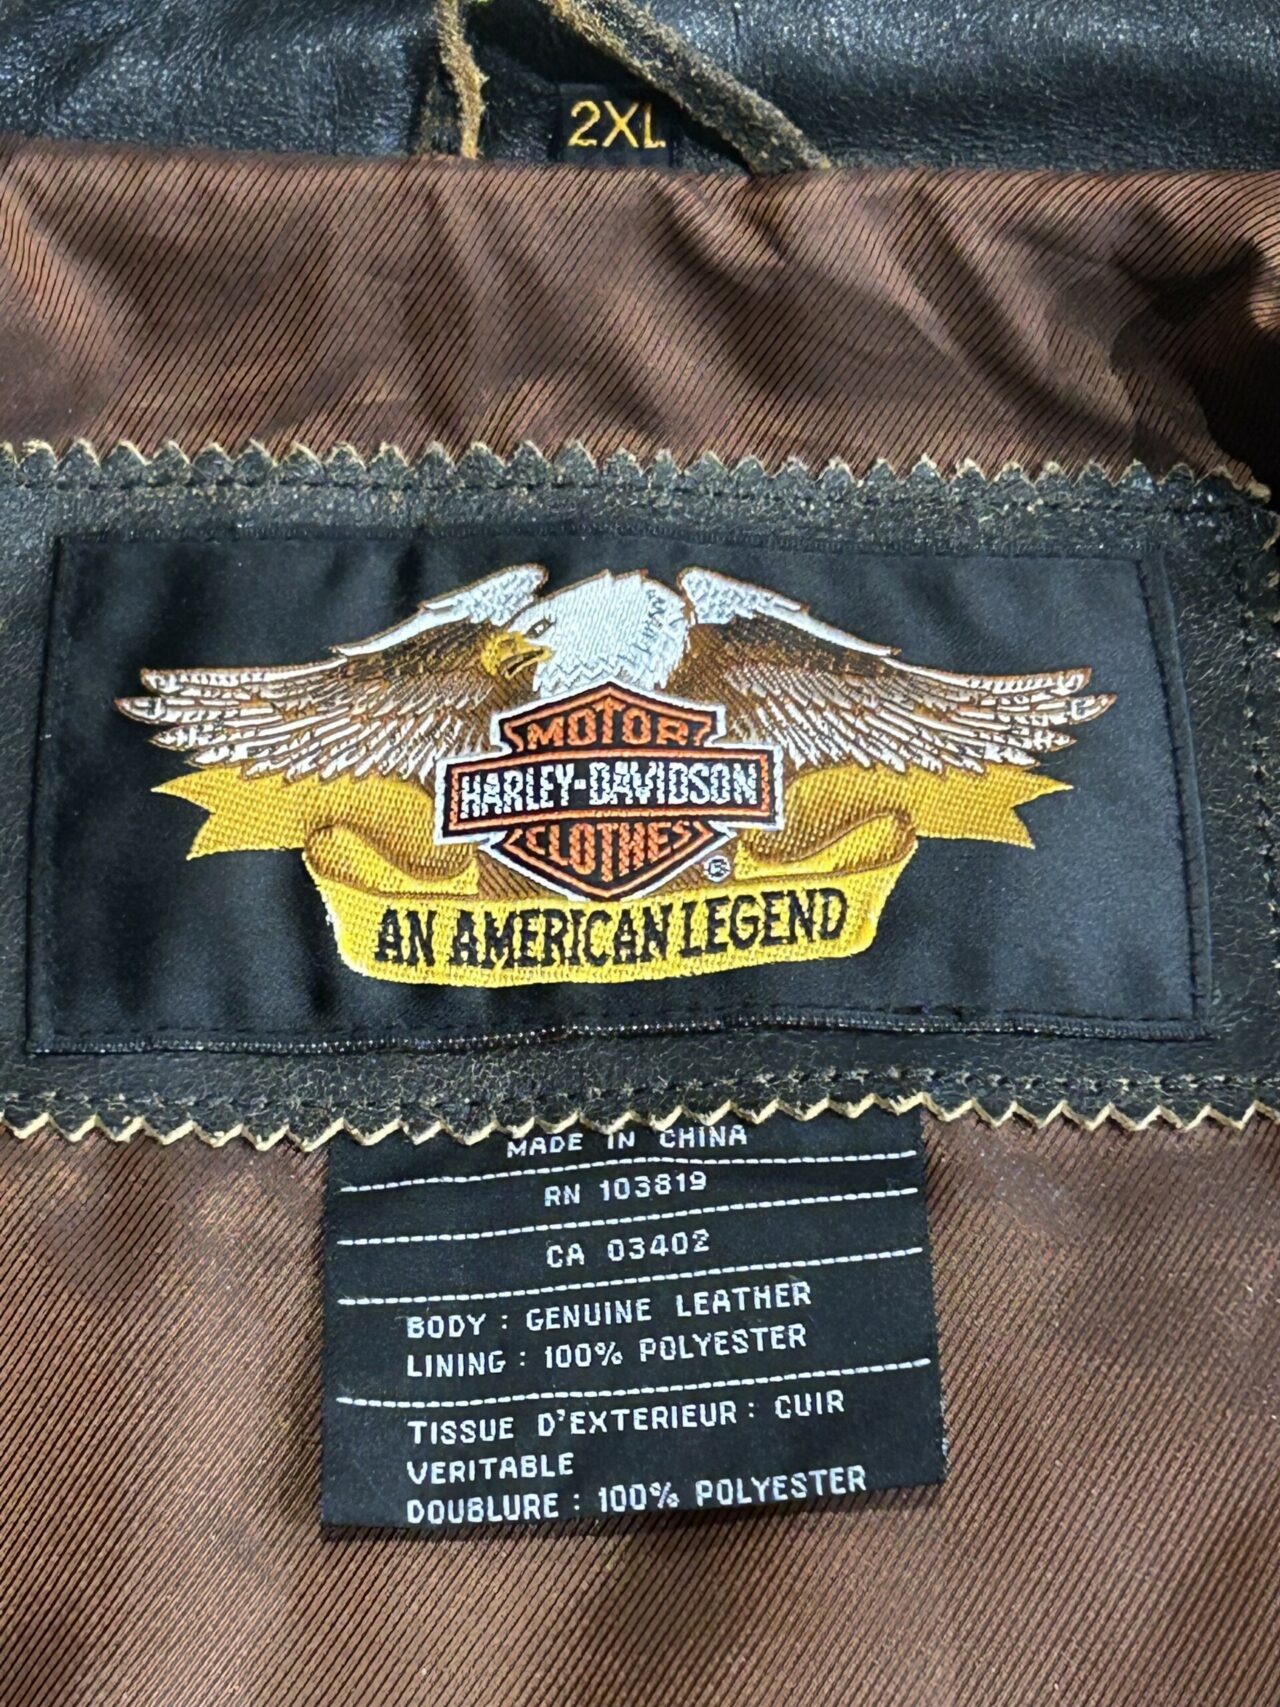 2XL
MOTOR
HARLEY-DAVIDSON
CLOTHES
®
AN AMERICAN LEGEND
MADE IN CHINA
RN 103819
CA 03402
BODY : GENUINE LEATHER
LINING : 100% POLYESTER
TISSUE D'EXTERIEUR : CUIR
VERITABLE
DOUBLURE : 100% POLYESTER